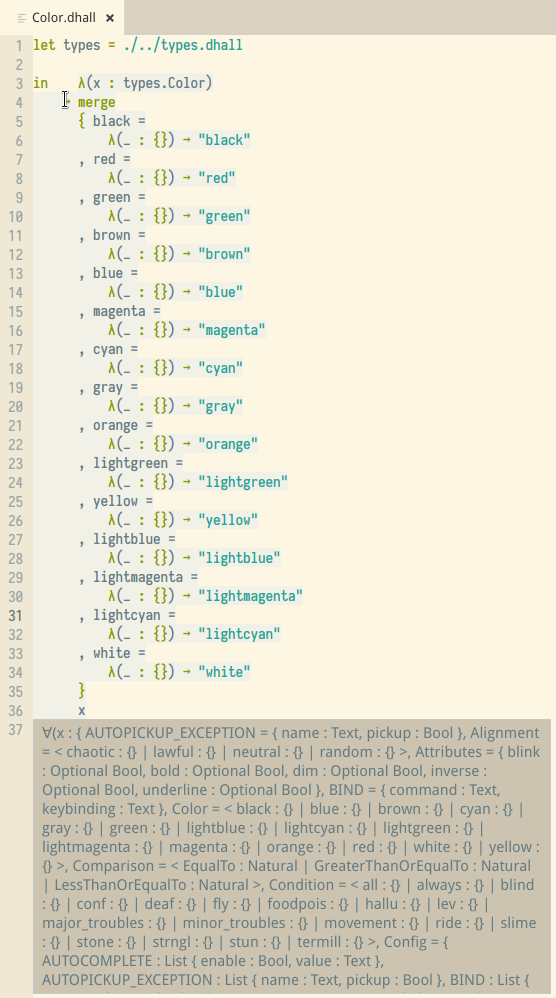 Color.dhall ×
1 let types = ./../types.dhall
2
3 in    λ(x : types.Color)
4     → merge
5       { black =
6           λ(_ : {}) → "black"
7       , red =
8           λ(_ : {}) → "red"
9       , green =
10           λ(_ : {}) → "green"
11       , brown =
12           λ(_ : {}) → "brown"
13       , blue =
14           λ(_ : {}) → "blue"
15       , magenta =
16           λ(_ : {}) → "magenta"
17       , cyan =
18           λ(_ : {}) → "cyan"
19       , gray =
20           λ(_ : {}) → "gray"
21       , orange =
22           λ(_ : {}) → "orange"
23       , lightgreen =
24           λ(_ : {}) → "lightgreen"
25       , yellow =
26           λ(_ : {}) → "yellow"
27       , lightblue =
28           λ(_ : {}) → "lightblue"
29       , lightmagenta =
30           λ(_ : {}) → "lightmagenta"
31       , lightcyan =
32           λ(_ : {}) → "lightcyan"
33       , white =
34           λ(_ : {}) → "white"
35       }
36       x
37
∀(x : { AUTOPICKUP_EXCEPTION = { name : Text, pickup : Bool }, Alignment
= < chaotic : {} | lawful : {} | neutral : {} | random : {} >, Attributes = { blink
: Optional Bool, bold : Optional Bool, dim : Optional Bool, inverse :
Optional Bool, underline : Optional Bool }, BIND = { command : Text,
keybinding : Text }, Color = < black : {} | blue : {} | brown : {} | cyan : {} |
gray : {} | green : {} | lightblue : {} | lightcyan : {} | lightgreen : {} |
lightmagenta : {} | magenta : {} | orange : {} | red : {} | white : {} | yellow :
{} >, Comparison = < EqualTo : Natural | GreaterThanOrEqualTo : Natural
| LessThanOrEqualTo : Natural >, Condition = < all : {} | always : {} | blind
: {} | conf : {} | deaf : {} | fly : {} | foodpois : {} | hallu : {} | lev : {} |
major_troubles : {} | minor_troubles : {} | movement : {} | ride : {} | slime
: {} | stone : {} | strngl : {} | stun : {} | termill : {} >, Config = {
AUTOCOMPLETE : List { enable : Bool, value : Text },
AUTOPICKUP_EXCEPTION : List { name : Text, pickup : Bool }, BIND : List {